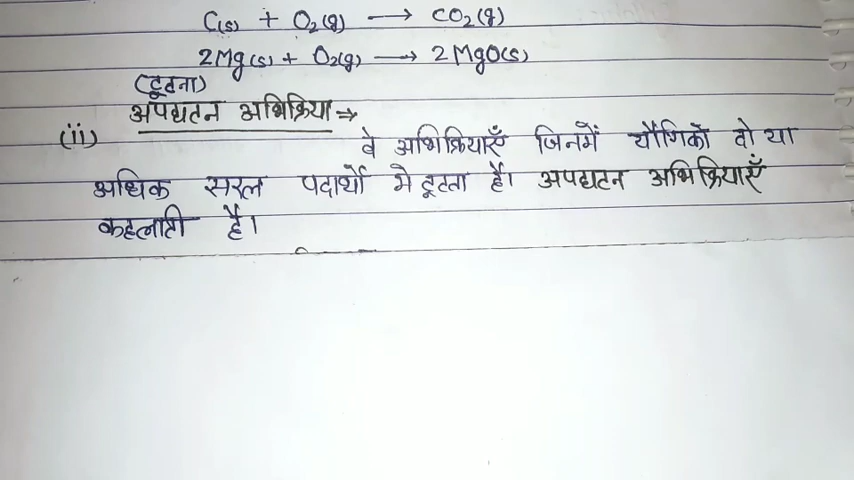 C(s) + O₂(g) → CO₂(g)
2Mg(s) + O₂(g) → 2MgO(s)
(टूटना)
(ii) अपघटन अभिक्रिया ⇒
वे अभिक्रियाएँ जिनमें यौगिको दो या
अधिक सरल पदार्थो मे टूटता है। अपघटन अभिक्रियाएँ
कहलाती है।